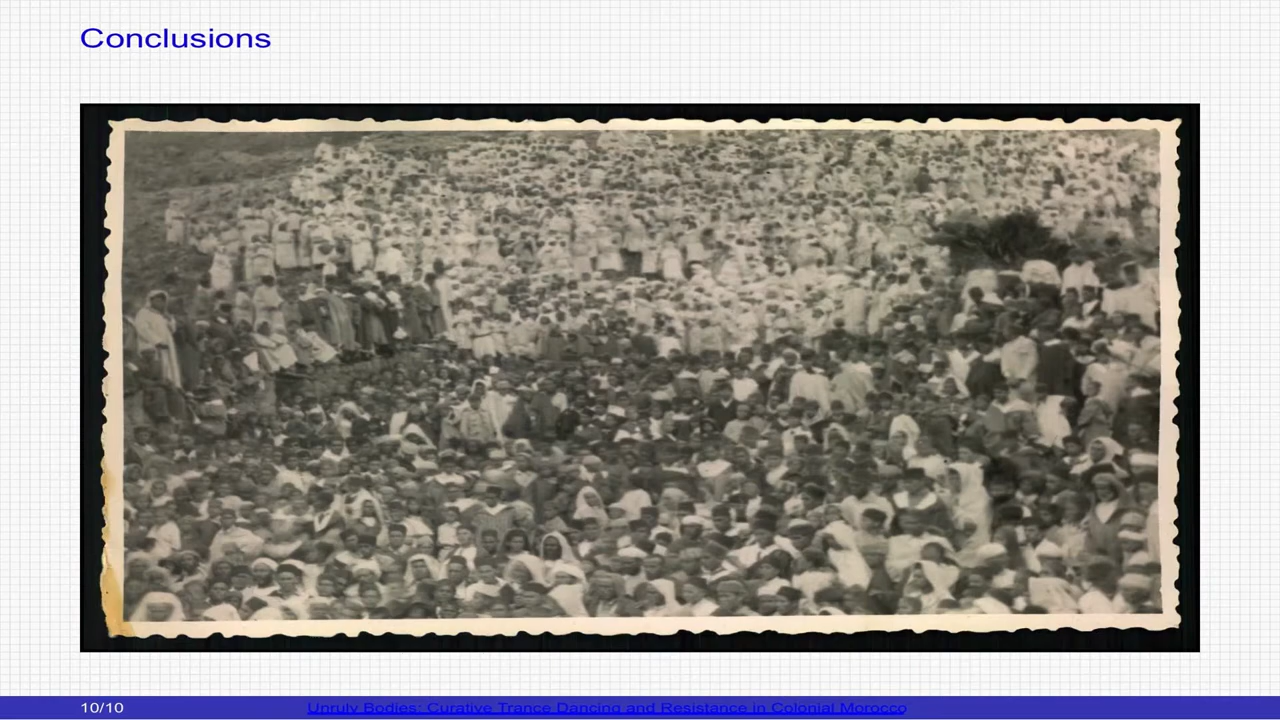 Conclusions
10/10
Unruly Bodies: Curative Trance Dancing and Resistance in Colonial Morocco